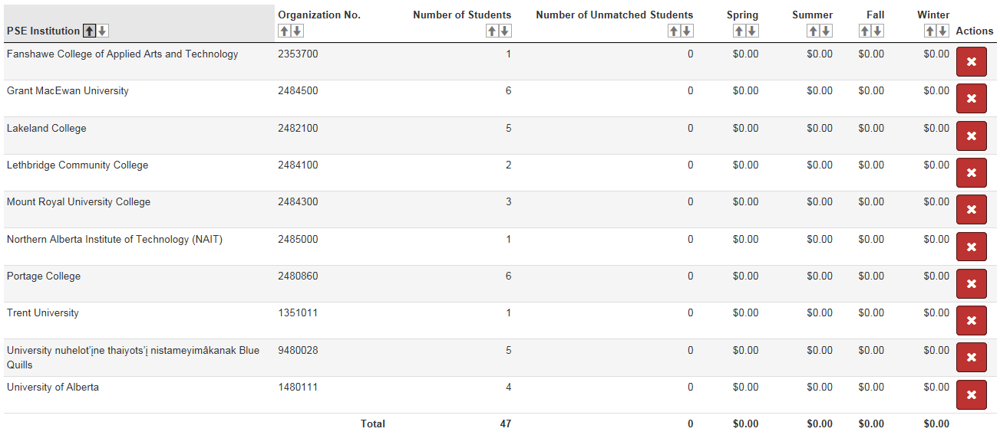 PSE Institution Organization No. Number of Students Number of Unmatched Students Spring Summer Fall Winter Actions
Fanshawe College of Applied Arts and Technology 2353700 1 0 $0.00 $0.00 $0.00 $0.00
Grant MacEwan University 2484500 6 0 $0.00 $0.00 $0.00 $0.00
Lakeland College 2482100 5 0 $0.00 $0.00 $0.00 $0.00
Lethbridge Community College 2484100 2 0 $0.00 $0.00 $0.00 $0.00
Mount Royal University College 2484300 3 0 $0.00 $0.00 $0.00 $0.00
Northern Alberta Institute of Technology (NAIT) 2485000 1 0 $0.00 $0.00 $0.00 $0.00
Portage College 2480860 6 0 $0.00 $0.00 $0.00 $0.00
Trent University 1351011 1 0 $0.00 $0.00 $0.00 $0.00
University nuhelot’įne thaiyots’į nistameyimâkanak Blue 9480028 5 0 $0.00 $0.00 $0.00 $0.00
Quills
University of Alberta 1480111 4 0 $0.00 $0.00 $0.00 $0.00
Total 47 0 $0.00 $0.00 $0.00 $0.00